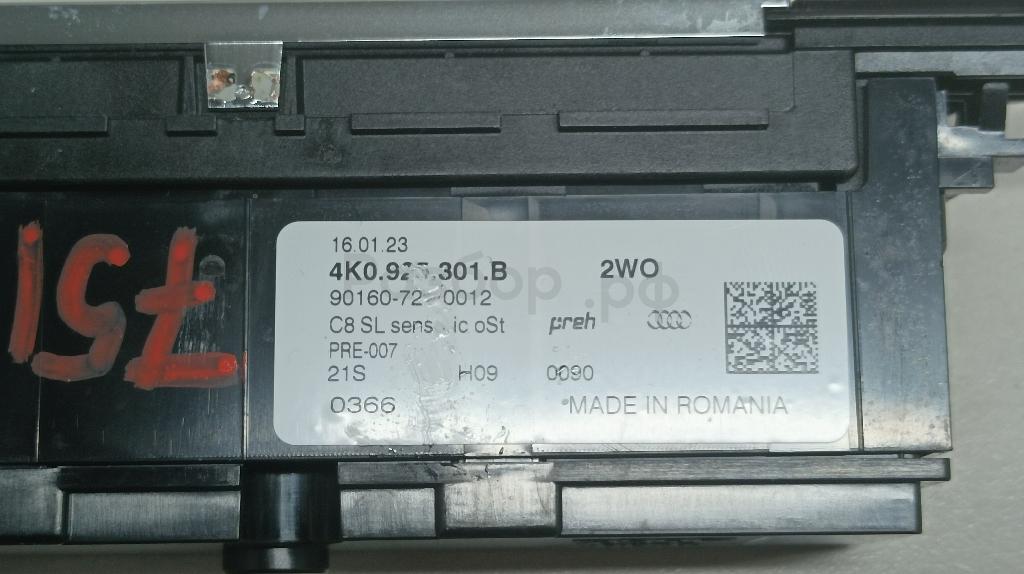 16.01.23
4K0.925.301.B 2WO
90160-72 0012
C8 SL sens ic oSt preh
PRE-007
21S H09 0090
0366 MADE IN ROMANIA
751